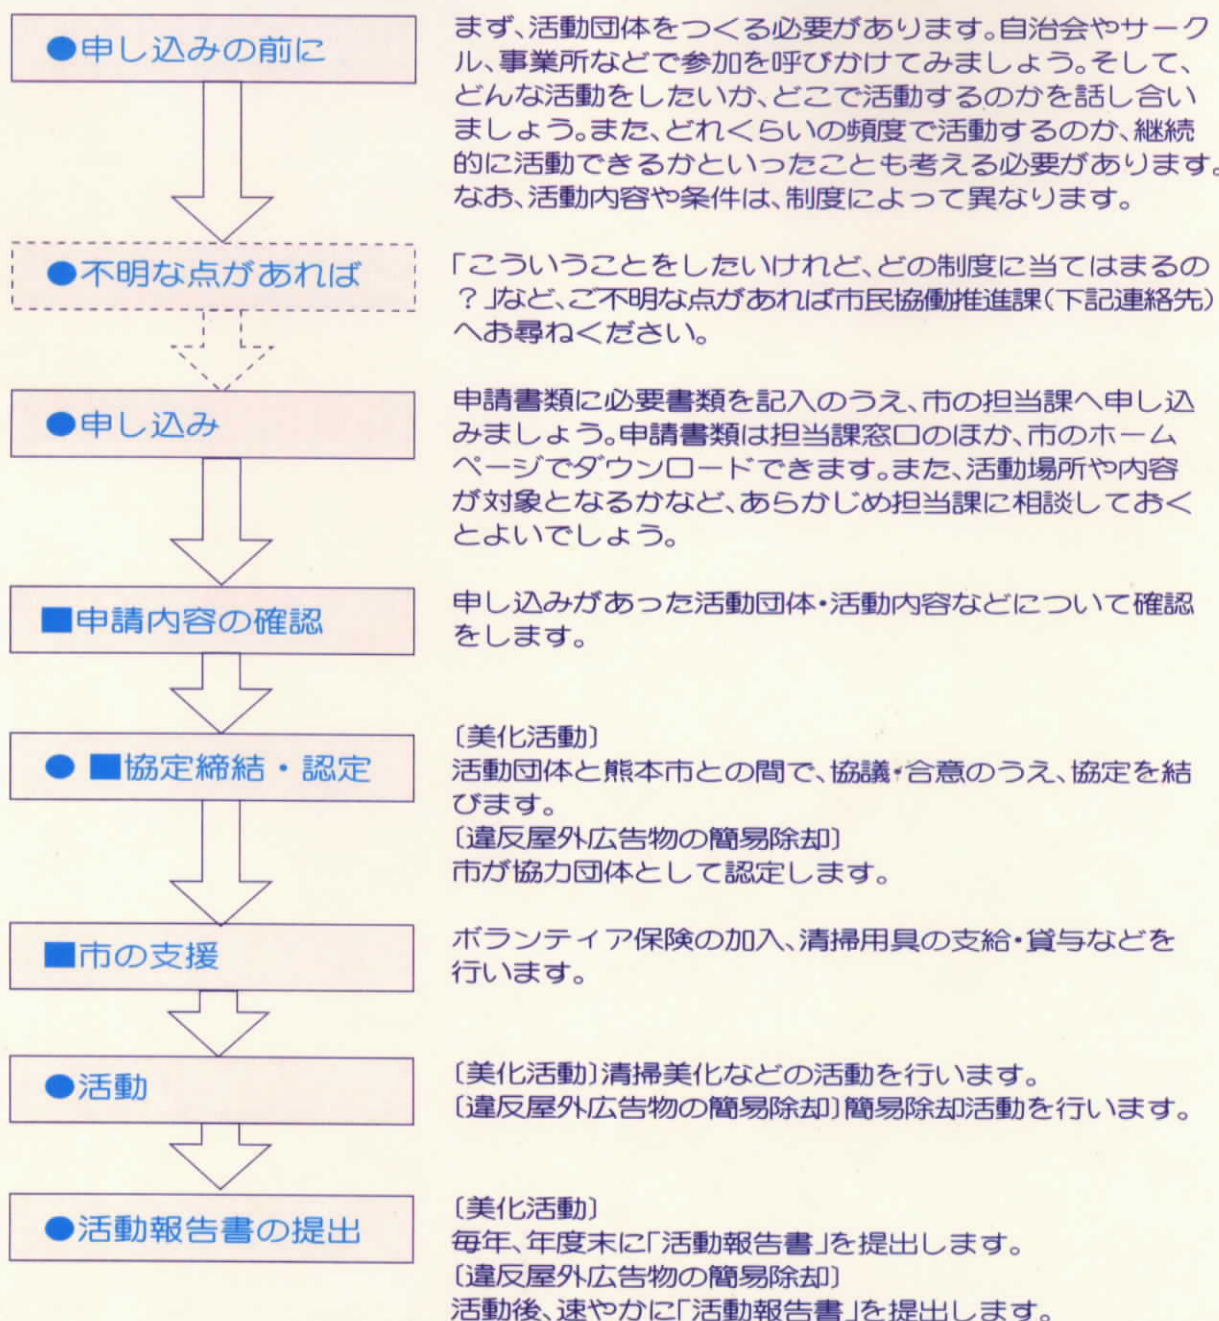 ●申し込みの前に
まず、活動団体をつくる必要があります。自治会やサーク
ル、事業所などで参加を呼びかけてみましょう。そして、
どんな活動をしたいか、どこで活動するのかを話し合い
ましょう。また、どれくらいの頻度で活動するのか、継続
的に活動できるかといったことも考える必要があります。
なお、活動内容や条件は、制度によって異なります。
●不明な点があれば
「こういうことをしたいけれど、どの制度に当てはまるの
?」など、ご不明な点があれば市民協働推進課(下記連絡先)
へお尋ねください。
●申し込み
申請書類に必要書類を記入のうえ、市の担当課へ申し込
みましょう。申請書類は担当課窓口のほか、市のホーム
ページでダウンロードできます。また、活動場所や内容
が対象となるかなど、あらかじめ担当課に相談しておく
とよいでしょう。
■申請内容の確認
申し込みがあった活動団体・活動内容などについて確認
をします。
● ■協定締結・認定
〔美化活動〕
活動団体と熊本市との間で、協議・合意のうえ、協定を結
びます。
〔違反屋外広告物の簡易除却〕
市が協力団体として認定します。
■市の支援
ボランティア保険の加入、清掃用具の支給・貸与などを
行います。
●活動
〔美化活動〕清掃美化などの活動を行います。
〔違反屋外広告物の簡易除却〕簡易除却活動を行います。
●活動報告書の提出
〔美化活動〕
毎年、年度末に「活動報告書」を提出します。
〔違反屋外広告物の簡易除却〕
活動後、速やかに「活動報告書」を提出します。